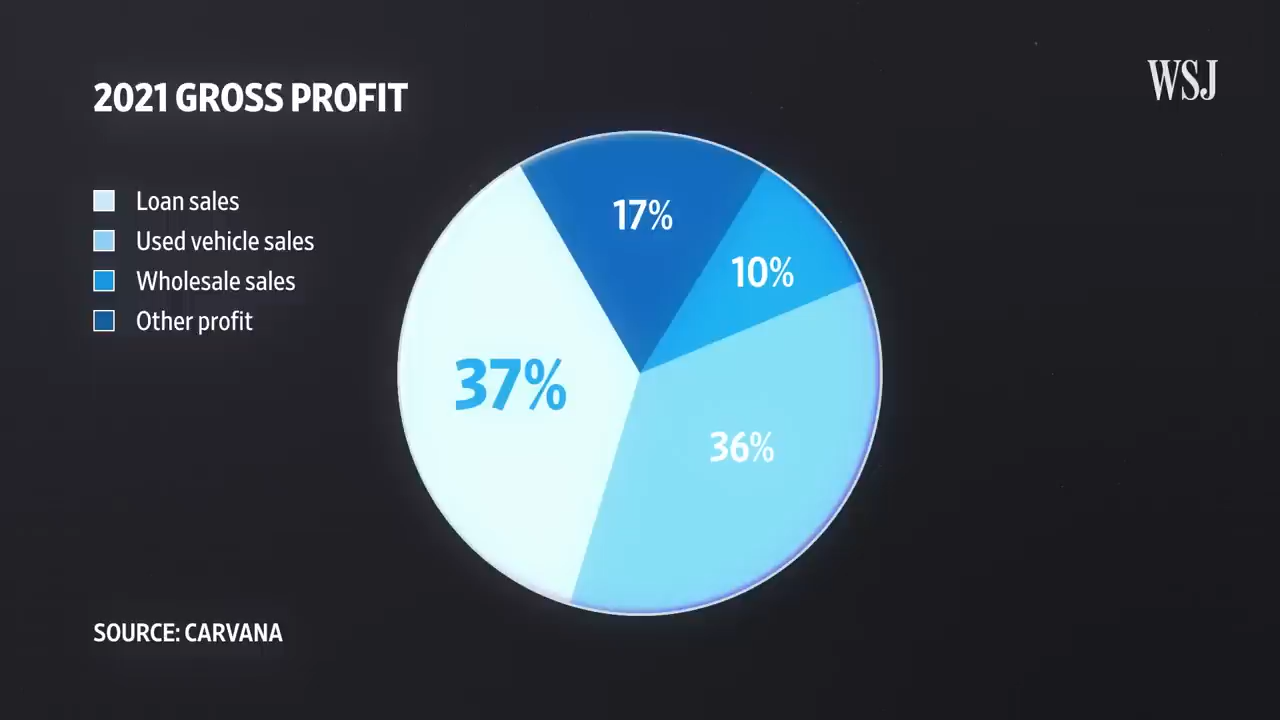 2021 GROSS PROFIT
WSJ
Loan sales
Used vehicle sales
Wholesale sales
Other profit
17%
10%
37%
36%
SOURCE: CARVANA